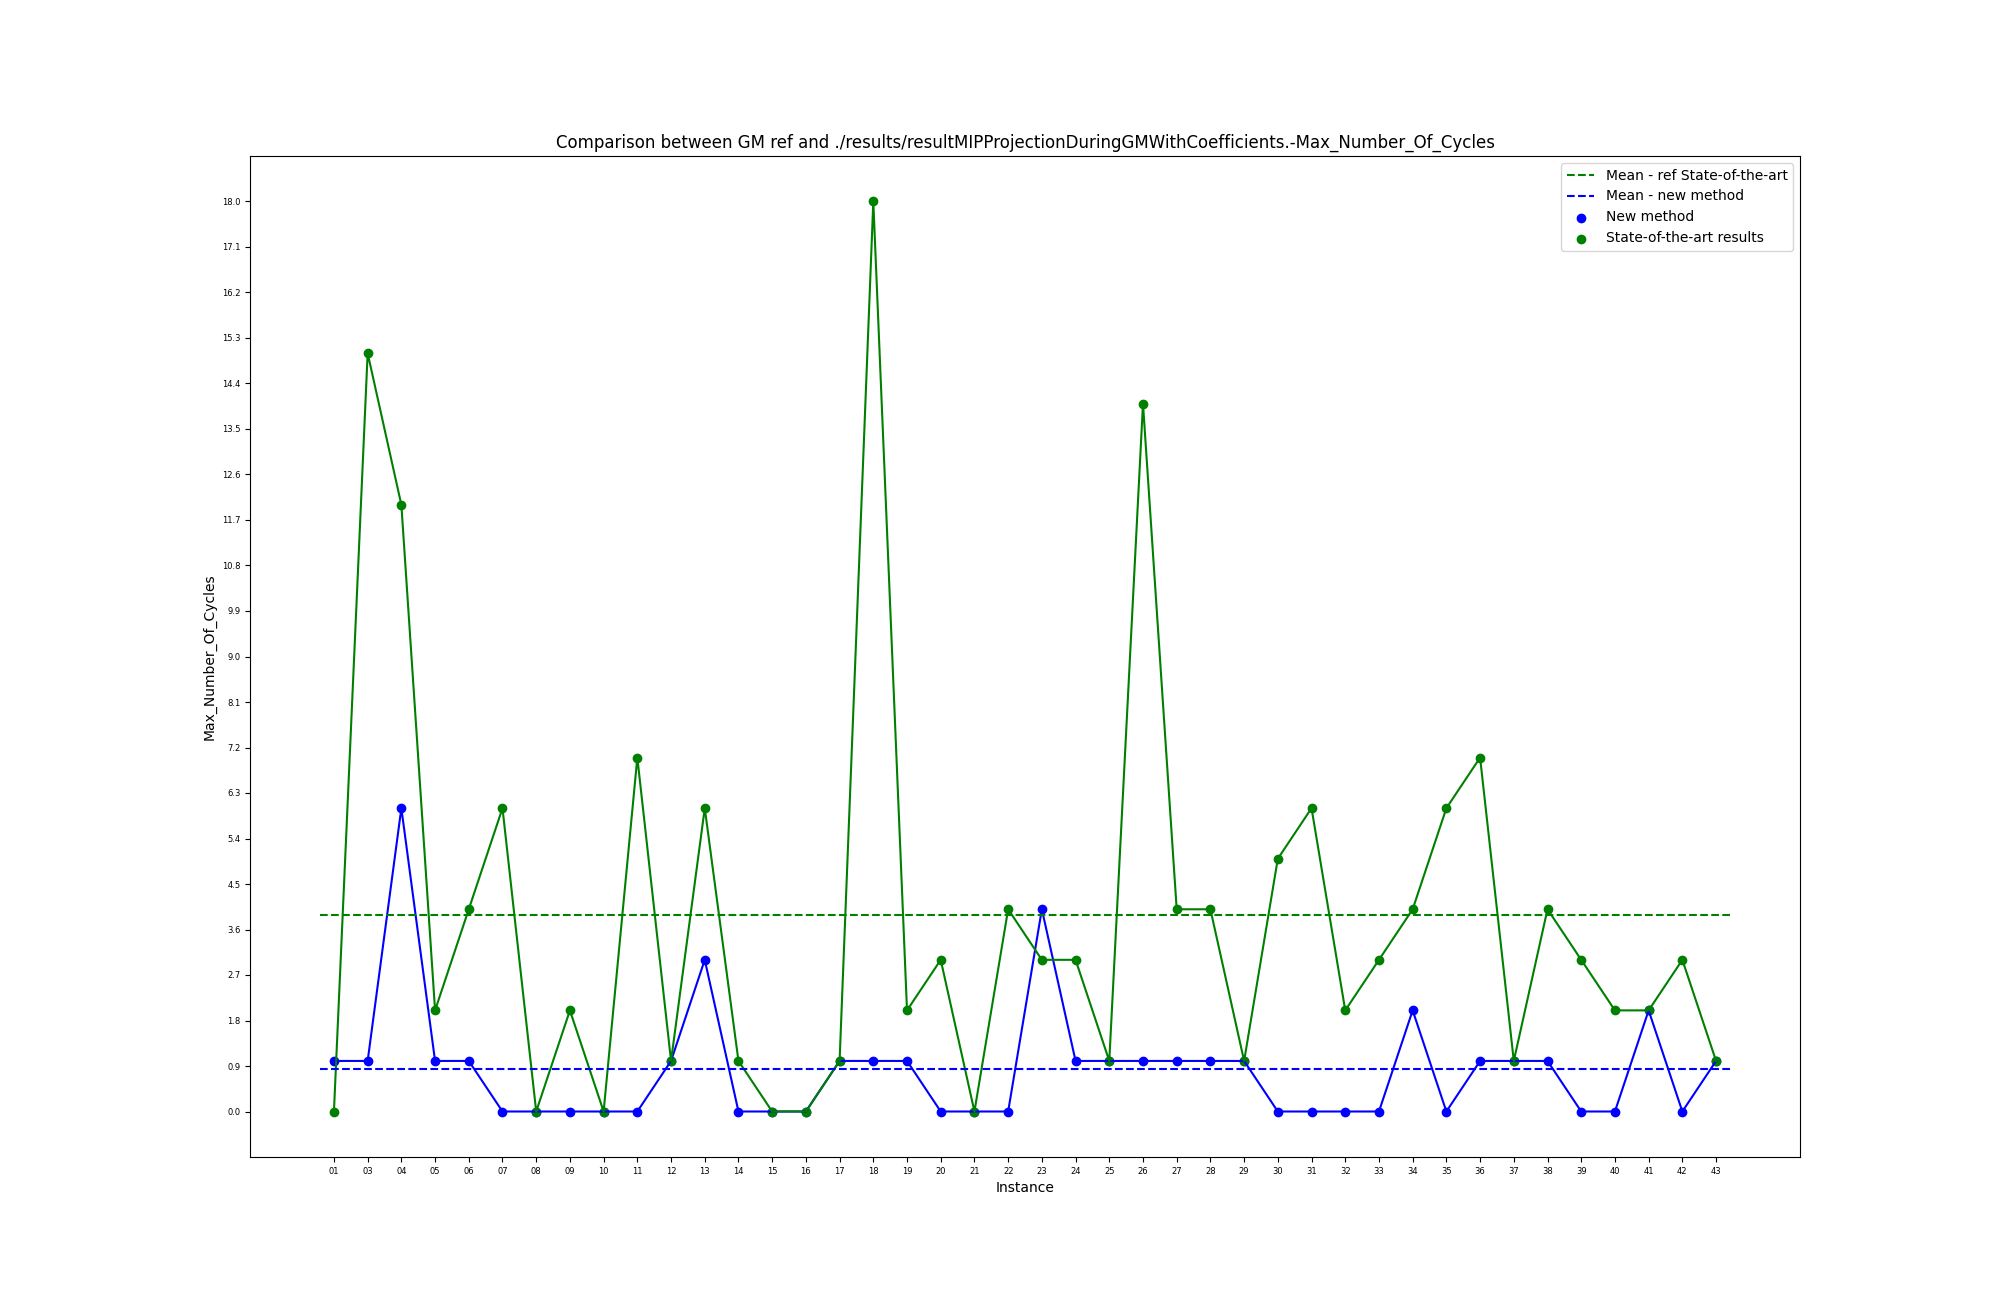 Comparison between GM ref and ./results/resultMIPProjectionDuringGMWithCoefficients.-Max_Number_Of_Cycles
Mean - ref State-of-the-art
Mean - new method
New method
State-of-the-art results
18.0
17.1
16.2
15.3
14.4
13.5
12.6
11.7
10.8
9.9
9.0
8.1
7.2
6.3
5.4
4.5
3.6
2.7
1.8
0.9
0.0
Max_Number_Of_Cycles
01 03 04 05 06 07 08 09 10 11 12 13 14 15 16 17 18 19 20 21 22 23 24 25 26 27 28 29 30 31 32 33 34 35 36 37 38 39 40 41 42 43
Instance